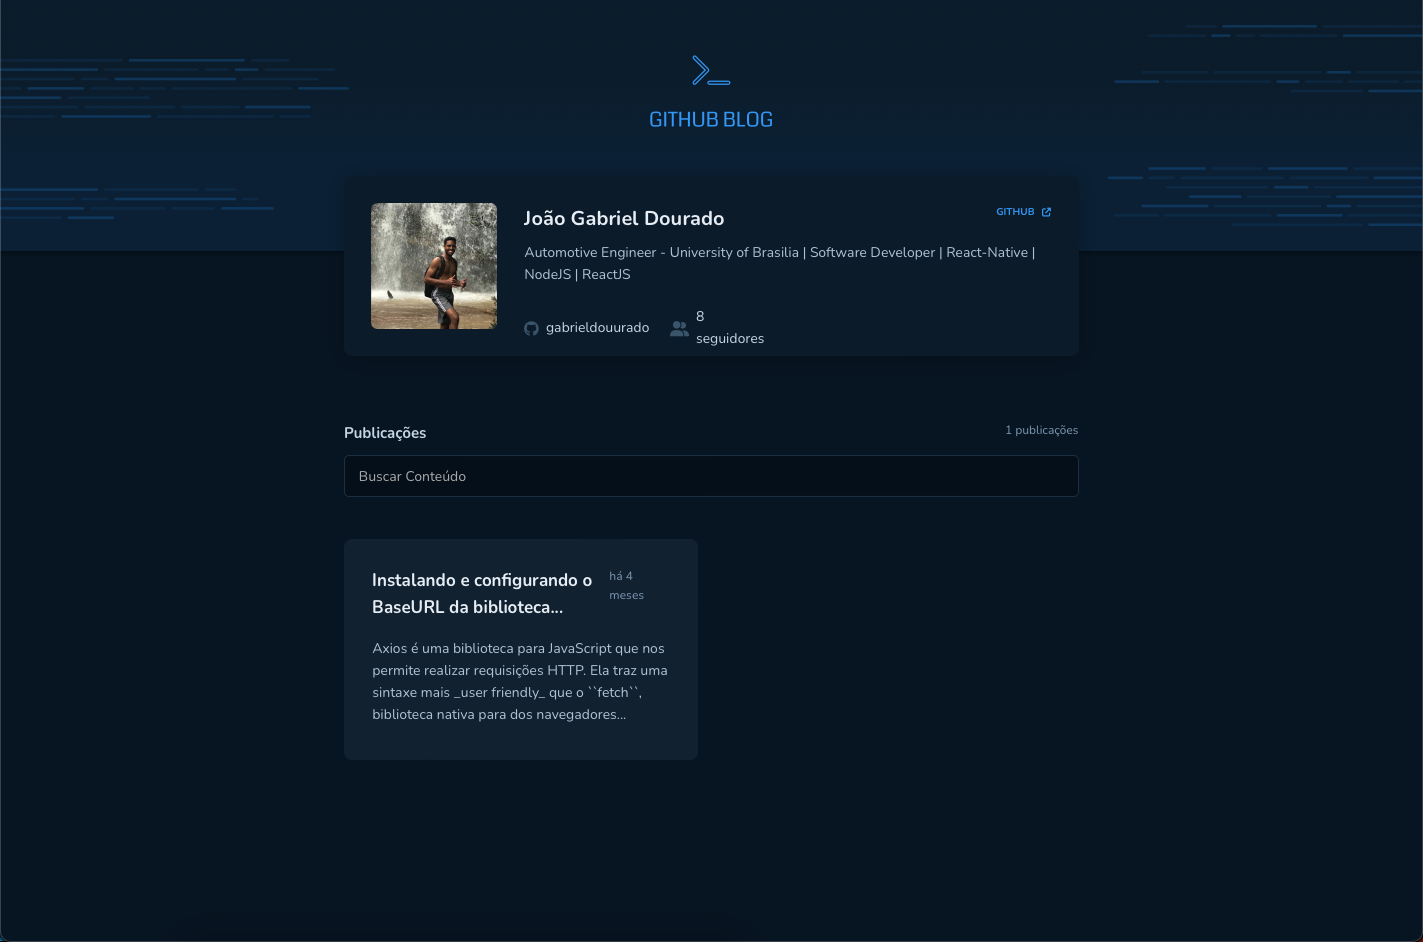 GITHUB BLOG
João Gabriel Dourado
GITHUB
Automotive Engineer - University of Brasilia | Software Developer | React-Native |
NodeJS | ReactJS
gabrieldouurado
8
seguidores
Publicações
1 publicações
Buscar Conteúdo
Instalando e configurando o
BaseURL da biblioteca...
há 4
meses
Axios é uma biblioteca para JavaScript que nos
permite realizar requisições HTTP. Ela traz uma
sintaxe mais _user friendly_ que o ``fetch``,
biblioteca nativa para dos navegadores...